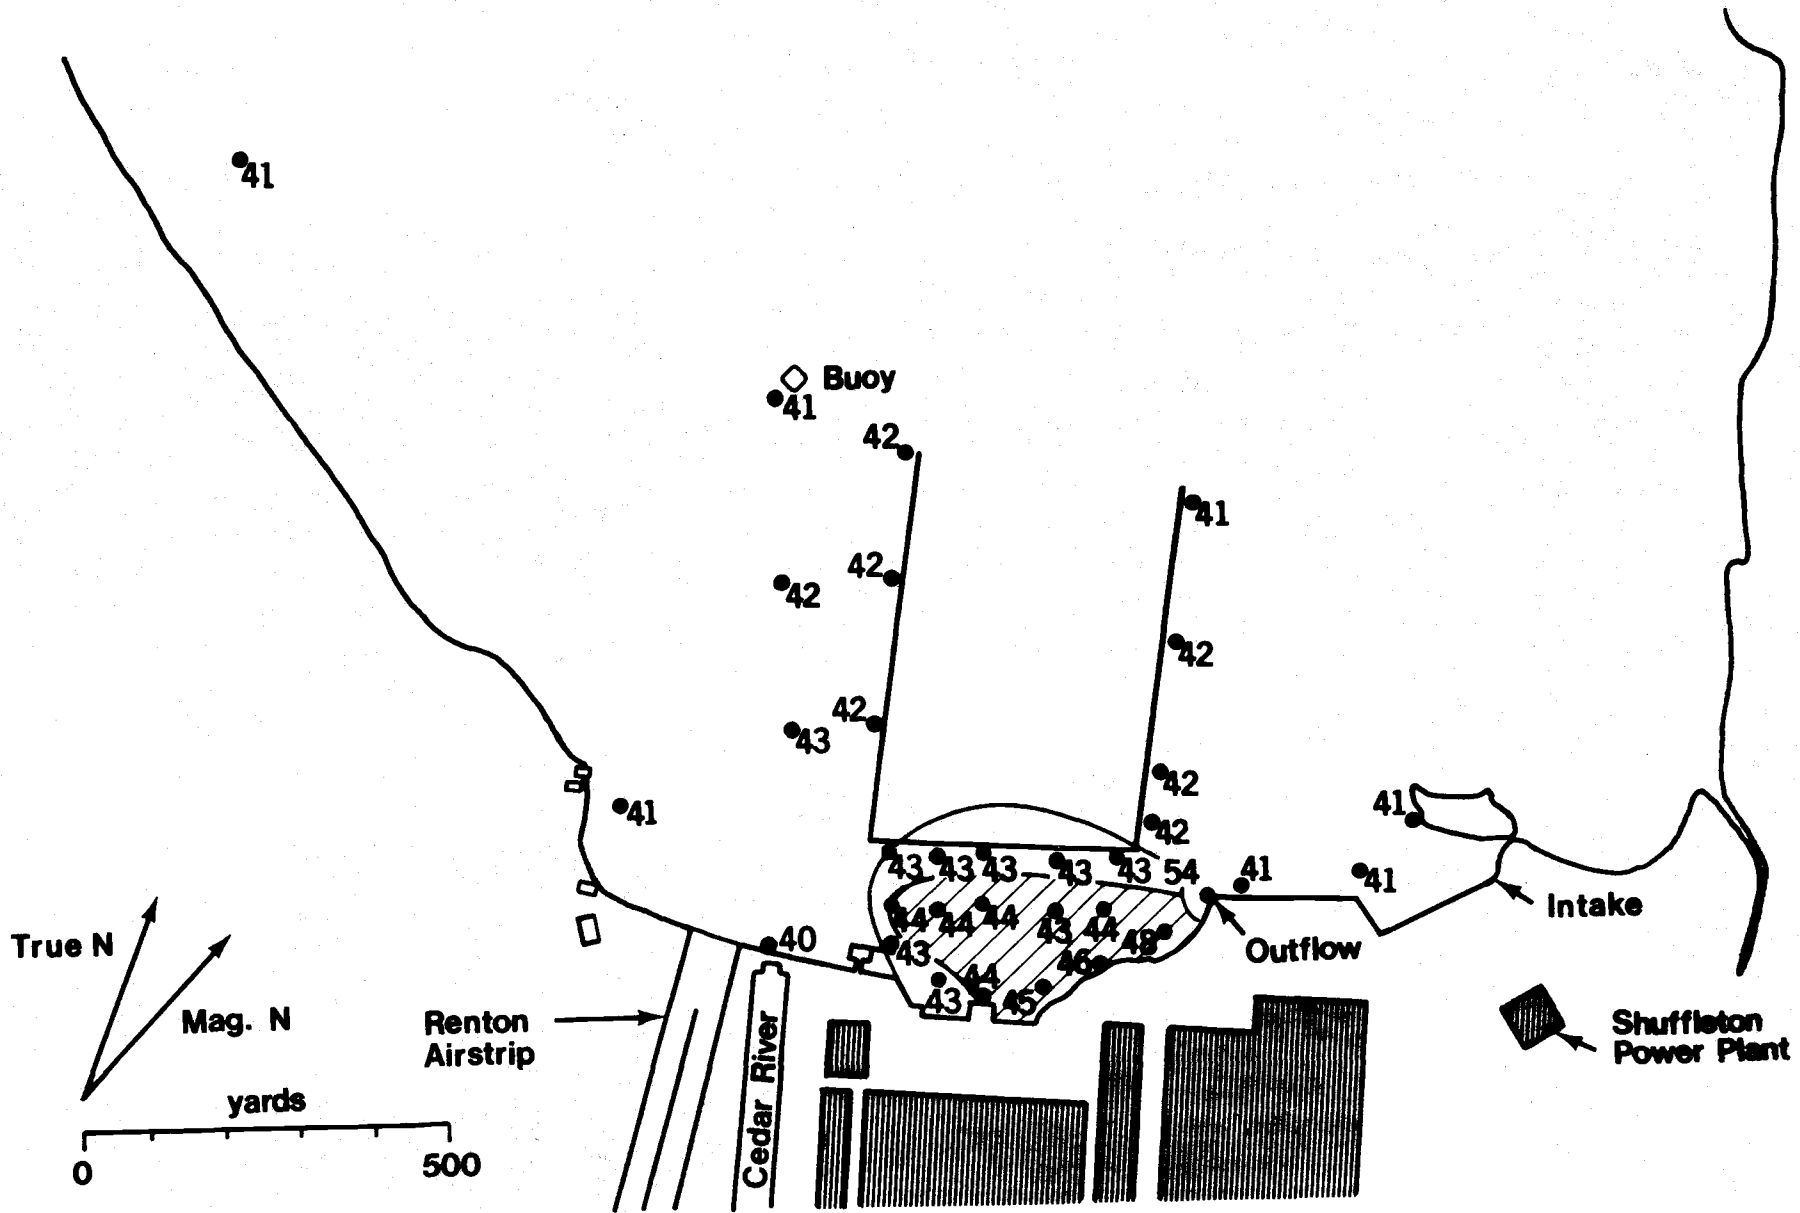 41
Buoy
41
42
41
42
42
42
42
43
42
41
42
41
43 43 43 43 43 54 41 41
Intake
44 44 44 43 44 48
Outflow
40
43
46
44
43 45
True N
Mag. N
Renton
Airstrip
Cedar River
Shuffleton
Power Plant
yards
0 500